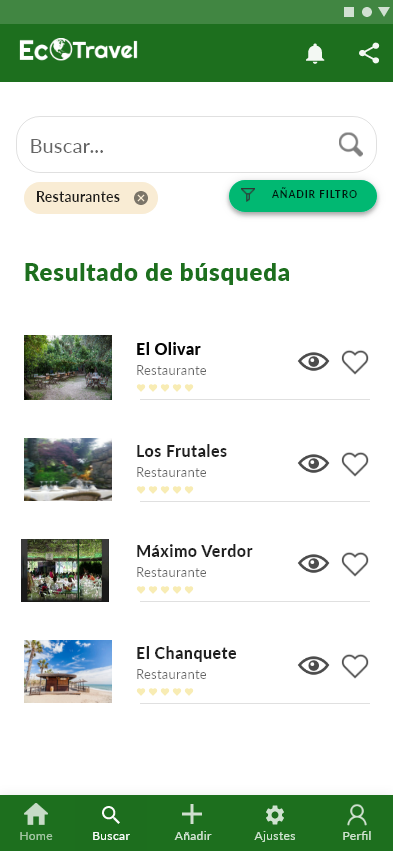 EcoTravel
Buscar...
Restaurantes
AÑADIR FILTRO
Resultado de búsqueda
El Olivar
Restaurante
Los Frutales
Restaurante
Máximo Verdor
Restaurante
El Chanquete
Restaurante
Home
Buscar
Añadir
Ajustes
Perfil